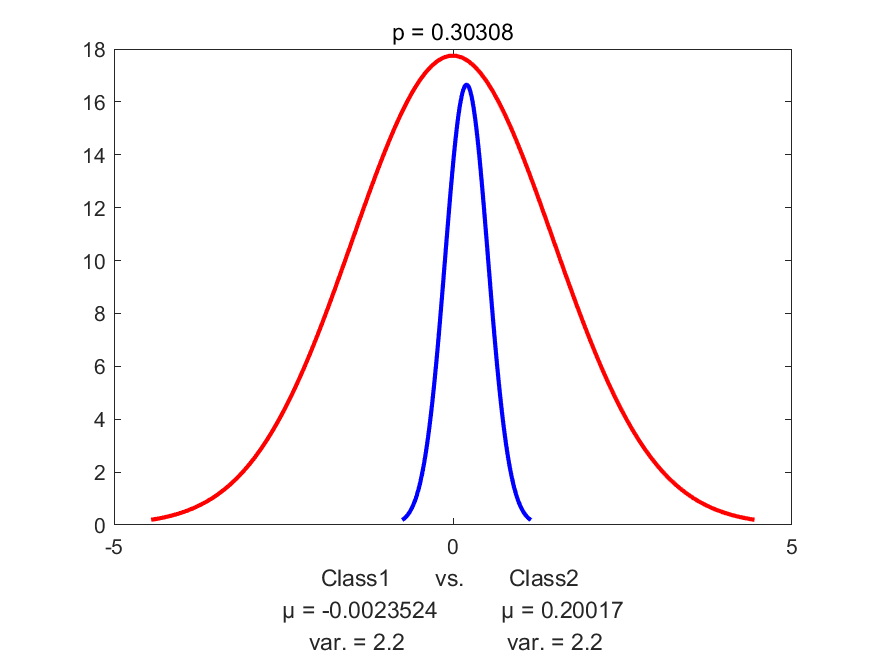 p = 0.30308
18
16
14
12
10
8
6
4
2
0
-5 0 5
Class1 vs. Class2
μ = -0.0023524 μ = 0.20017
var. = 2.2 var. = 2.2